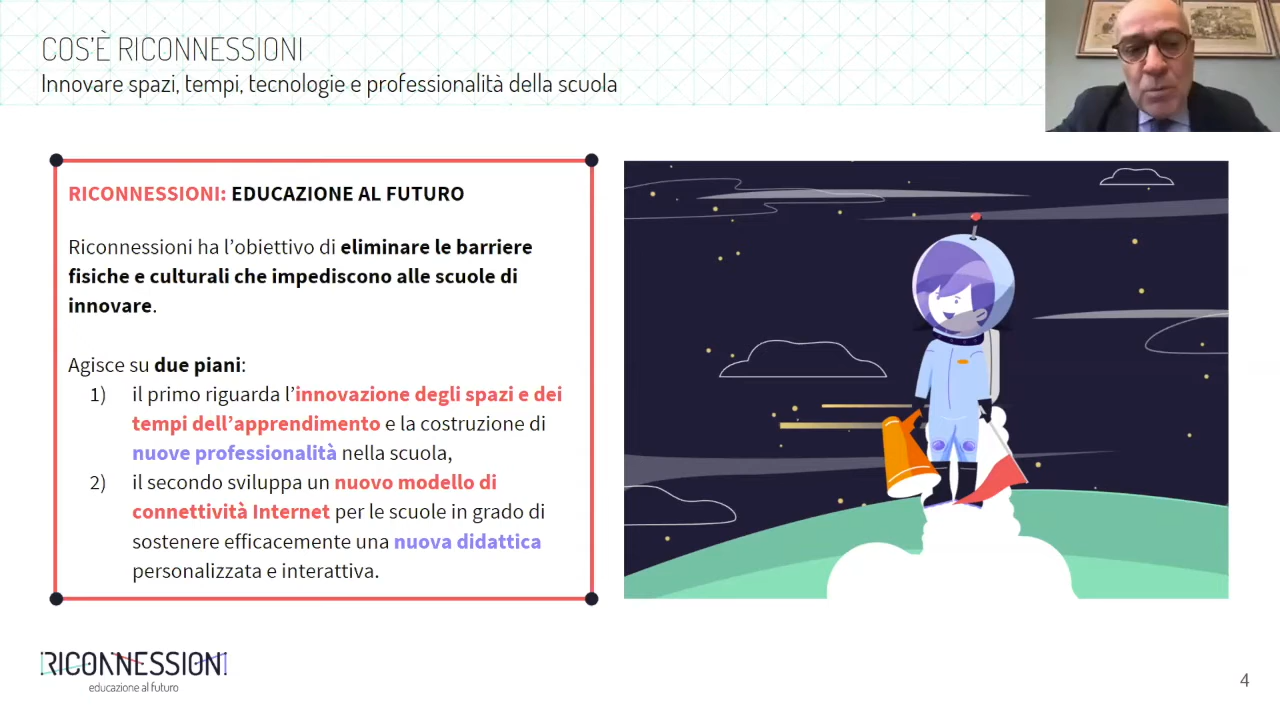 COS'È RICONNESSIONI
Innovare spazi, tempi, tecnologie e professionalità della scuola
RICONNESSIONI: EDUCAZIONE AL FUTURO
Riconnessioni ha l'obiettivo di eliminare le barriere
fisiche e culturali che impediscono alle scuole di
innovare.
Agisce su due piani:
1) il primo riguarda l'innovazione degli spazi e dei
tempi dell'apprendimento e la costruzione di
nuove professionalità nella scuola,
2) il secondo sviluppa un nuovo modello di
connettività Internet per le scuole in grado di
sostenere efficacemente una nuova didattica
personalizzata e interattiva.
RICONNESSIONI
educazione al futuro
4